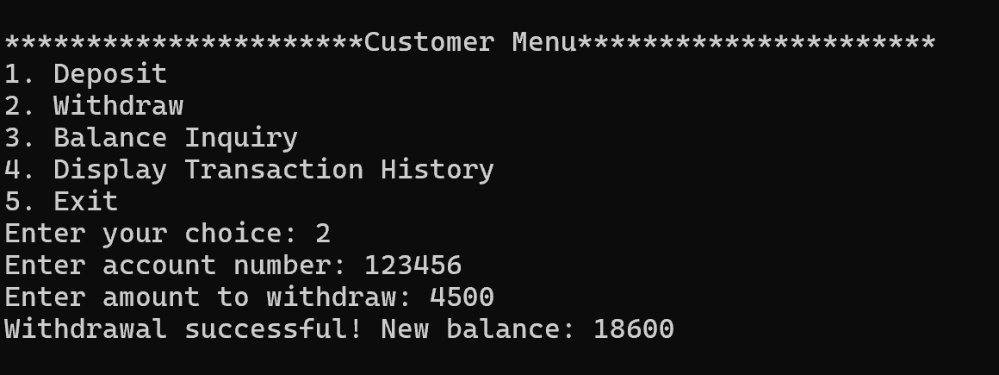 **********************Customer Menu**********************
1. Deposit
2. Withdraw
3. Balance Inquiry
4. Display Transaction History
5. Exit
Enter your choice: 2
Enter account number: 123456
Enter amount to withdraw: 4500
Withdrawal successful! New balance: 18600